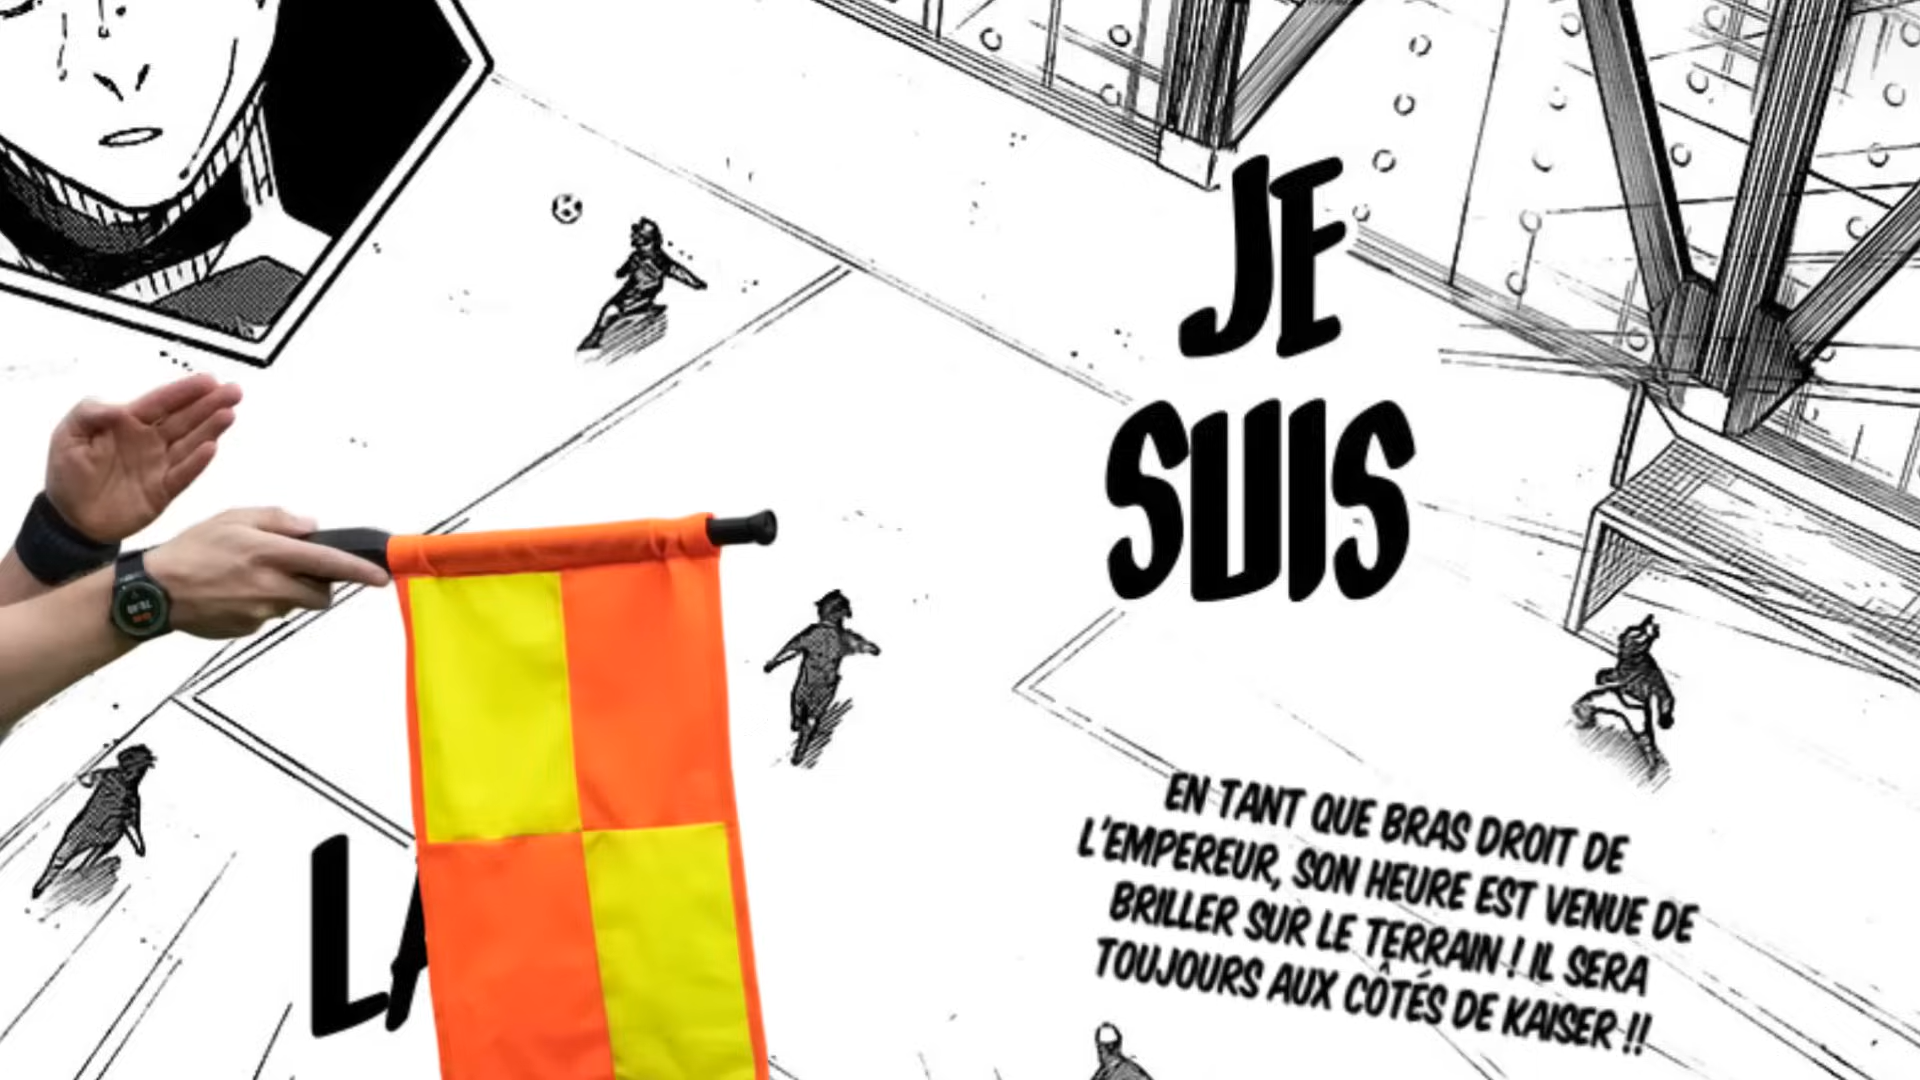 JE
SUIS
LA
EN TANT QUE BRAS DROIT DE
L'EMPEREUR, SON HEURE EST VENUE DE
BRILLER SUR LE TERRAIN ! IL SERA
TOUJOURS AUX CÔTÉS DE KAISER !!